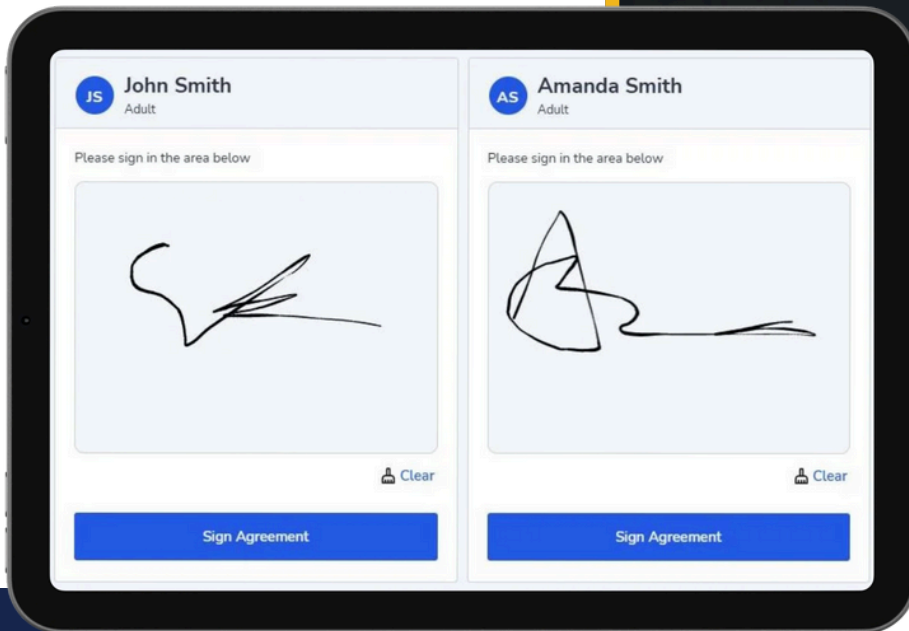 JS
John Smith
Adult
Please sign in the area below
Clear
Sign Agreement
AS
Amanda Smith
Adult
Please sign in the area below
Clear
Sign Agreement